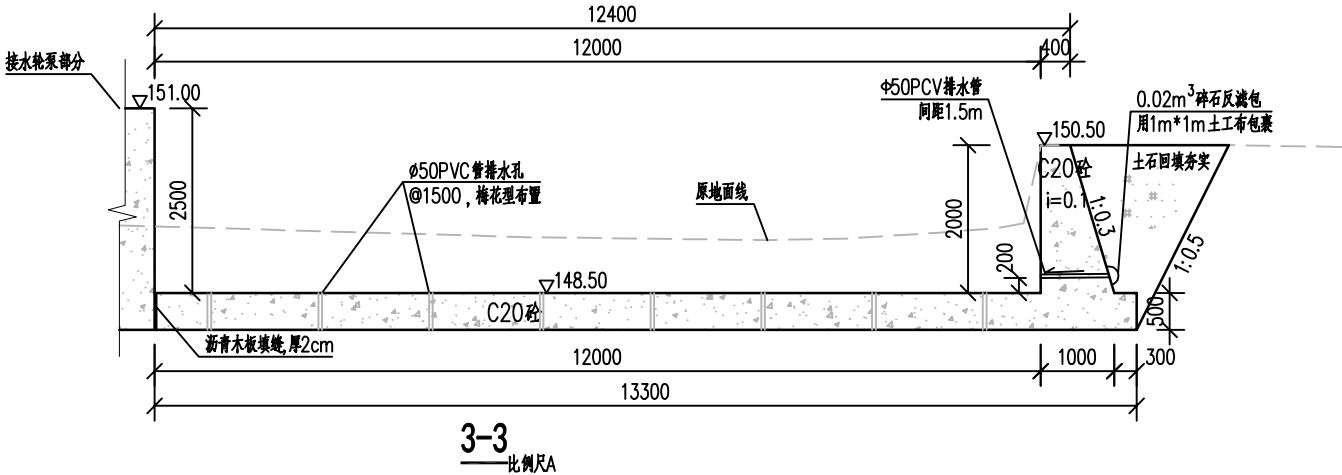 12400
12000
400
接水轮泵部分
151.00
Φ50PCV排水管
间距1.5m
0.02m³碎石反滤包
用1m*1m土工布包裹
150.50
C20砼
土石回填夯实
ø50PVC管排水孔
@1500，梅花型布置
原地面线
2500
2000
i=0.1
1:0.3
1:0.5
200
148.50
C20砼
500
沥青木板填缝,厚2cm
12000
1000
300
13300
3-3
比例尺A